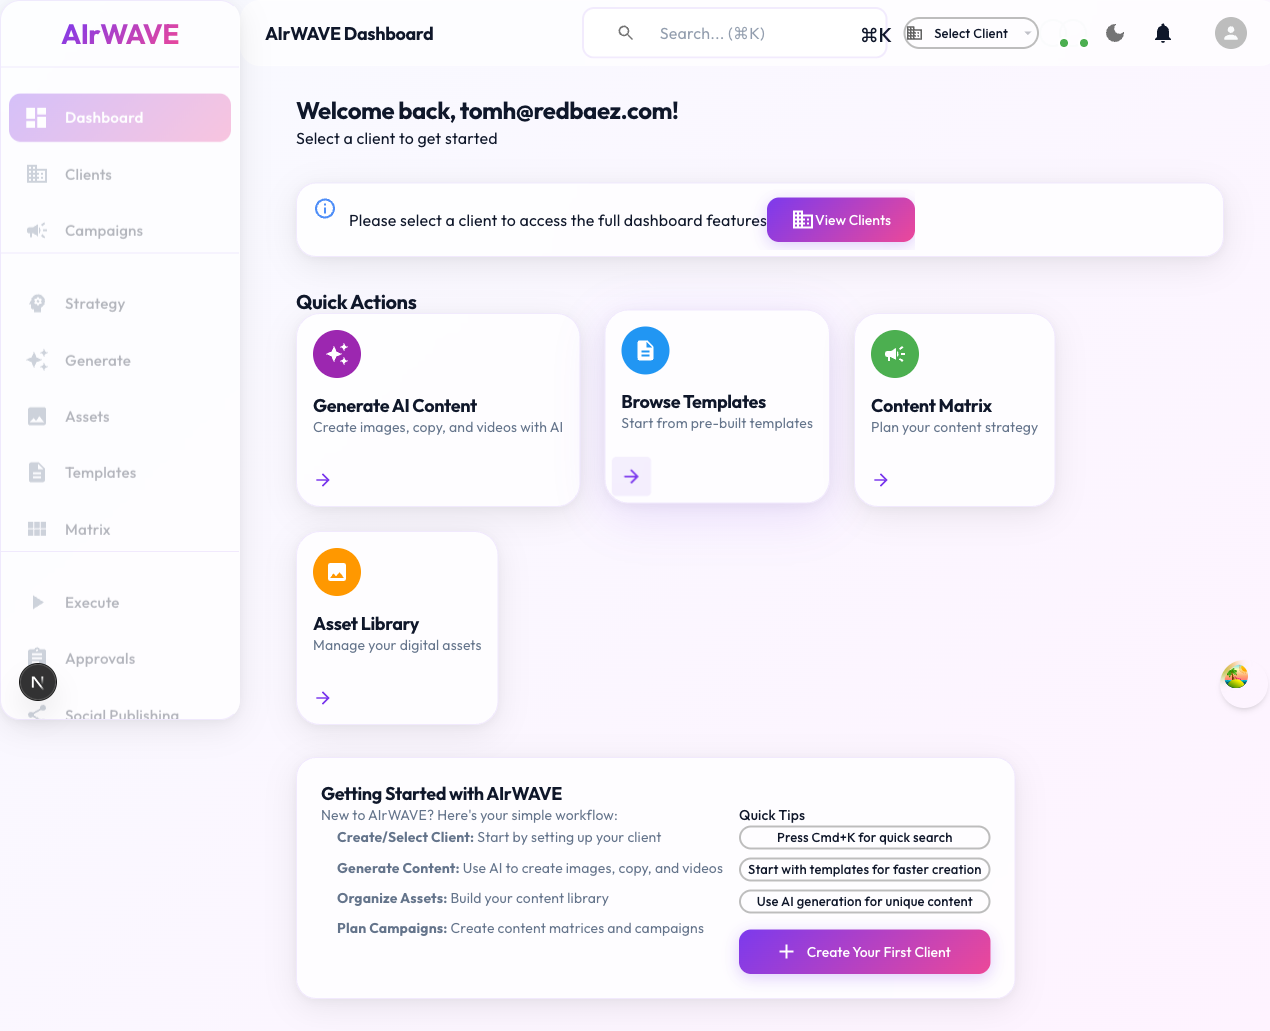 AIrWAVE
AIrWAVE Dashboard
Search... (⌘K)
⌘K
Select Client
Dashboard
Clients
Campaigns
Strategy
Generate
Assets
Templates
Matrix
Execute
Approvals
Social Publishing
N
Welcome back, tomh@redbaez.com!
Select a client to get started
Please select a client to access the full dashboard features
View Clients
Quick Actions
Generate AI Content
Create images, copy, and videos with AI
Browse Templates
Start from pre-built templates
Content Matrix
Plan your content strategy
Asset Library
Manage your digital assets
Getting Started with AIrWAVE
New to AIrWAVE? Here's your simple workflow:
Create/Select Client: Start by setting up your client
Generate Content: Use AI to create images, copy, and videos
Organize Assets: Build your content library
Plan Campaigns: Create content matrices and campaigns
Quick Tips
Press Cmd+K for quick search
Start with templates for faster creation
Use AI generation for unique content
Create Your First Client